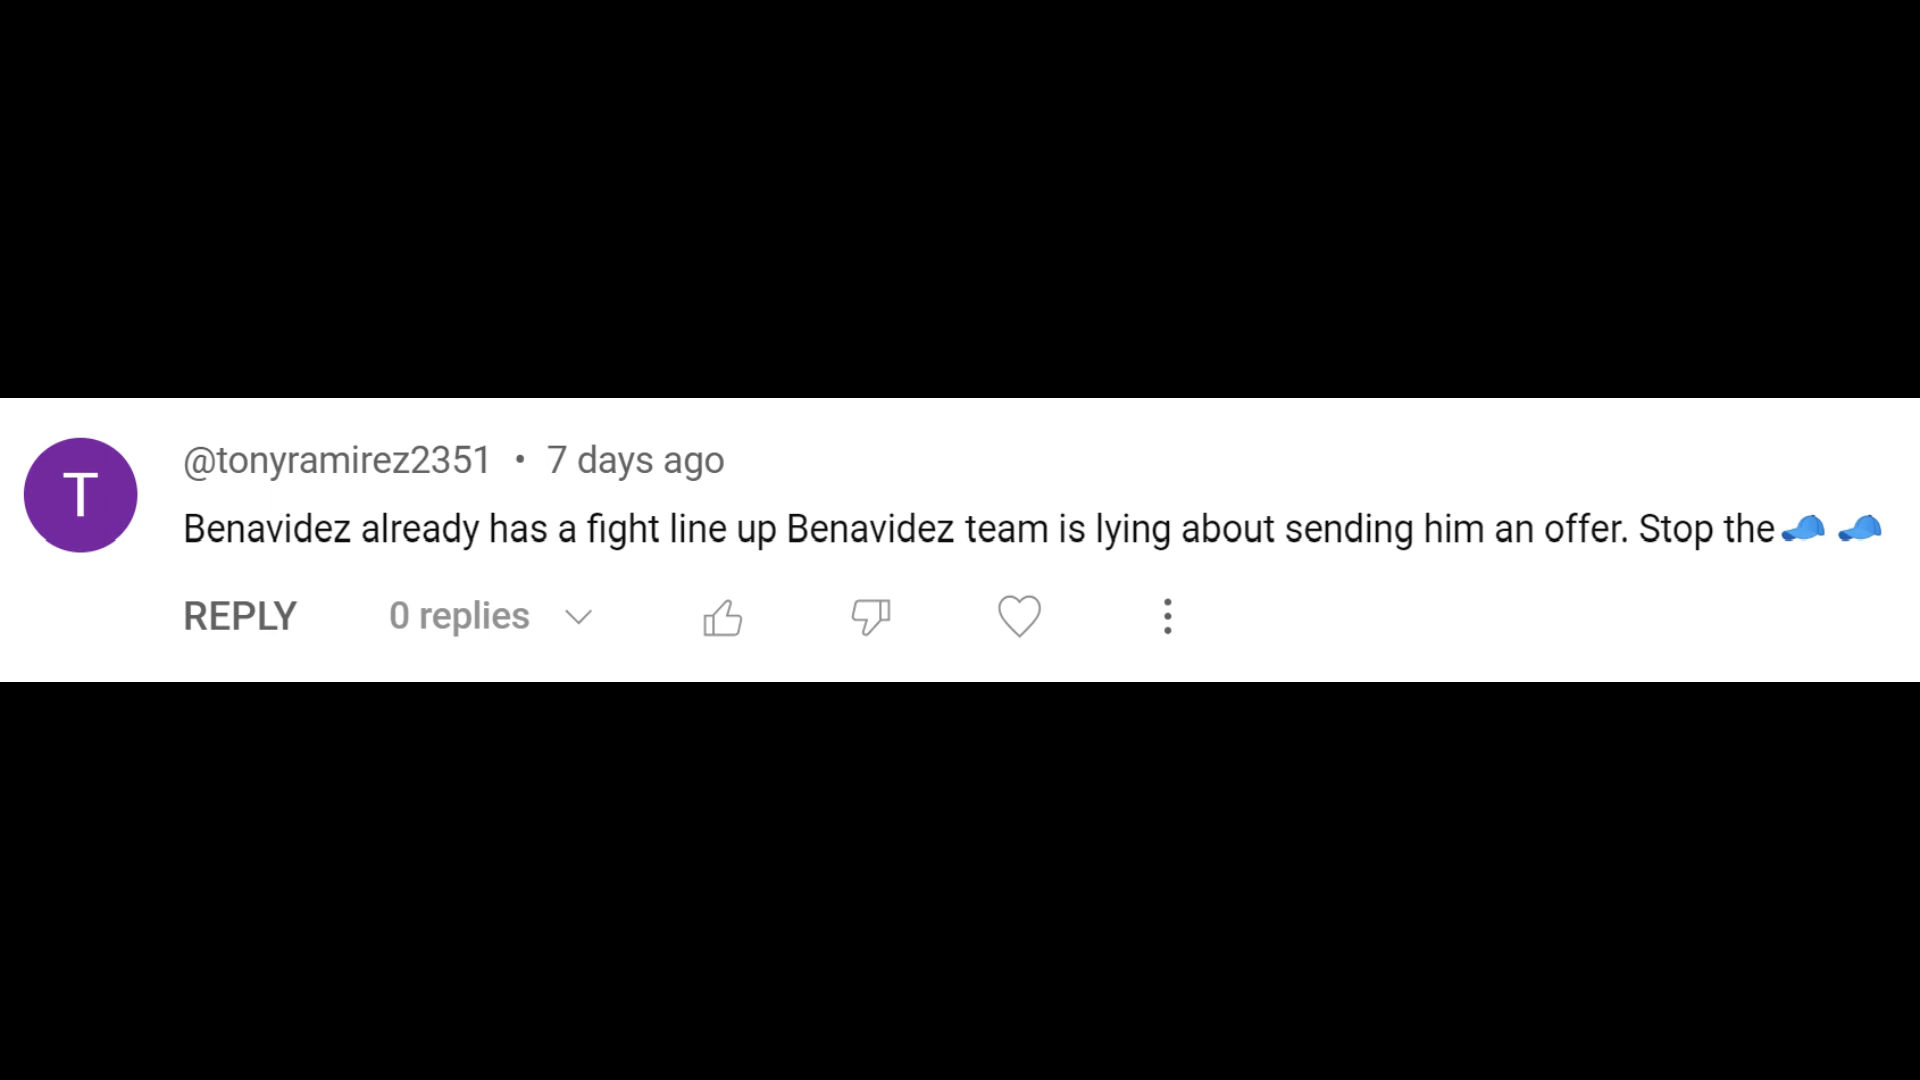 T
@tonyramirez2351 • 7 days ago
Benavidez already has a fight line up Benavidez team is lying about sending him an offer. Stop the🧢 🧢
REPLY 0 replies